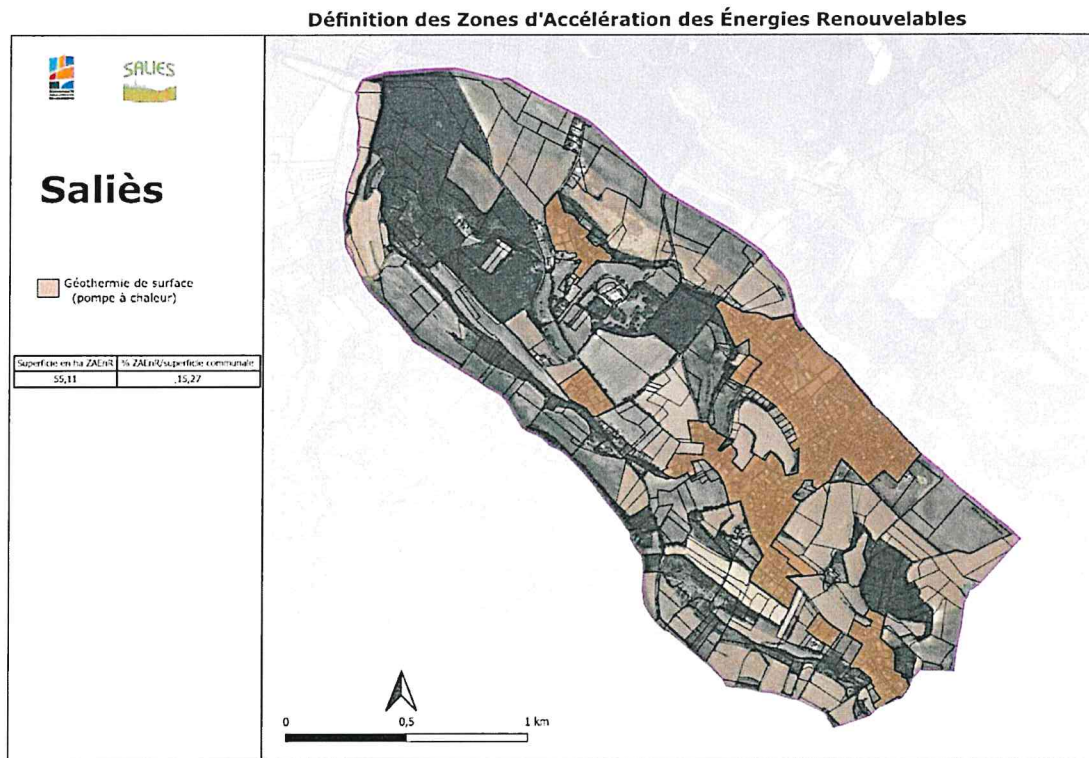 Définition des Zones d'Accélération des Énergies Renouvelables
SALIES
Saliès
Géothermie de surface
(pompe à chaleur)
Superficie en ha ZAEnR % ZAEnR/superficie communale
55,11 15,27
0 0,5 1 km